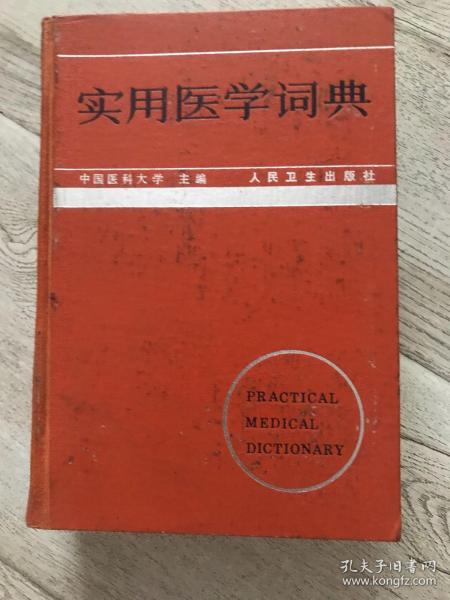 实用医学词典
中国医科大学 主编 人民卫生出版社
PRACTICAL
MEDICAL
DICTIONARY
孔夫子旧书网
www.kongfz.com